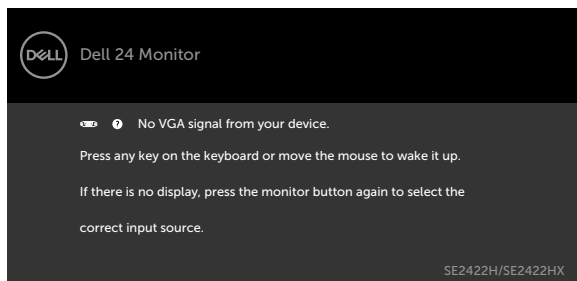 DELL Dell 24 Monitor
? No VGA signal from your device.
Press any key on the keyboard or move the mouse to wake it up.
If there is no display, press the monitor button again to select the
correct input source.
SE2422H/SE2422HX